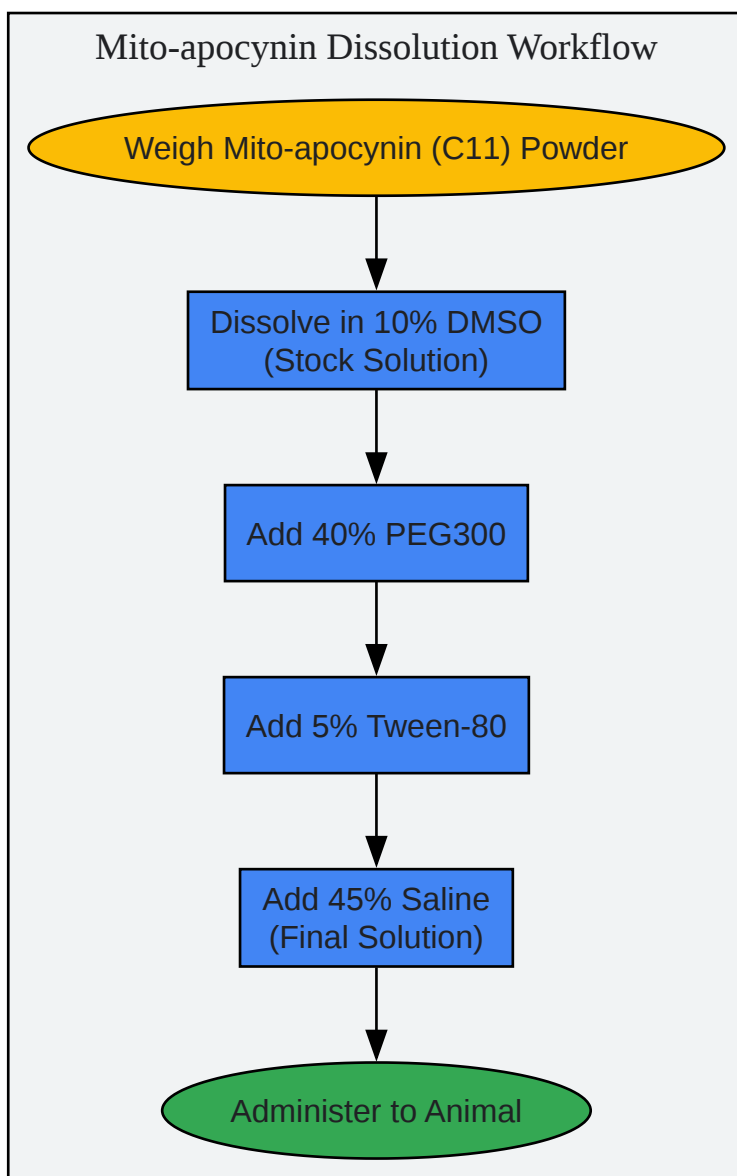 Mito-apocynin Dissolution Workflow
Weigh Mito-apocynin (C11) Powder
Dissolve in 10% DMSO
(Stock Solution)
Add 40% PEG300
Add 5% Tween-80
Add 45% Saline
(Final Solution)
Administer to Animal